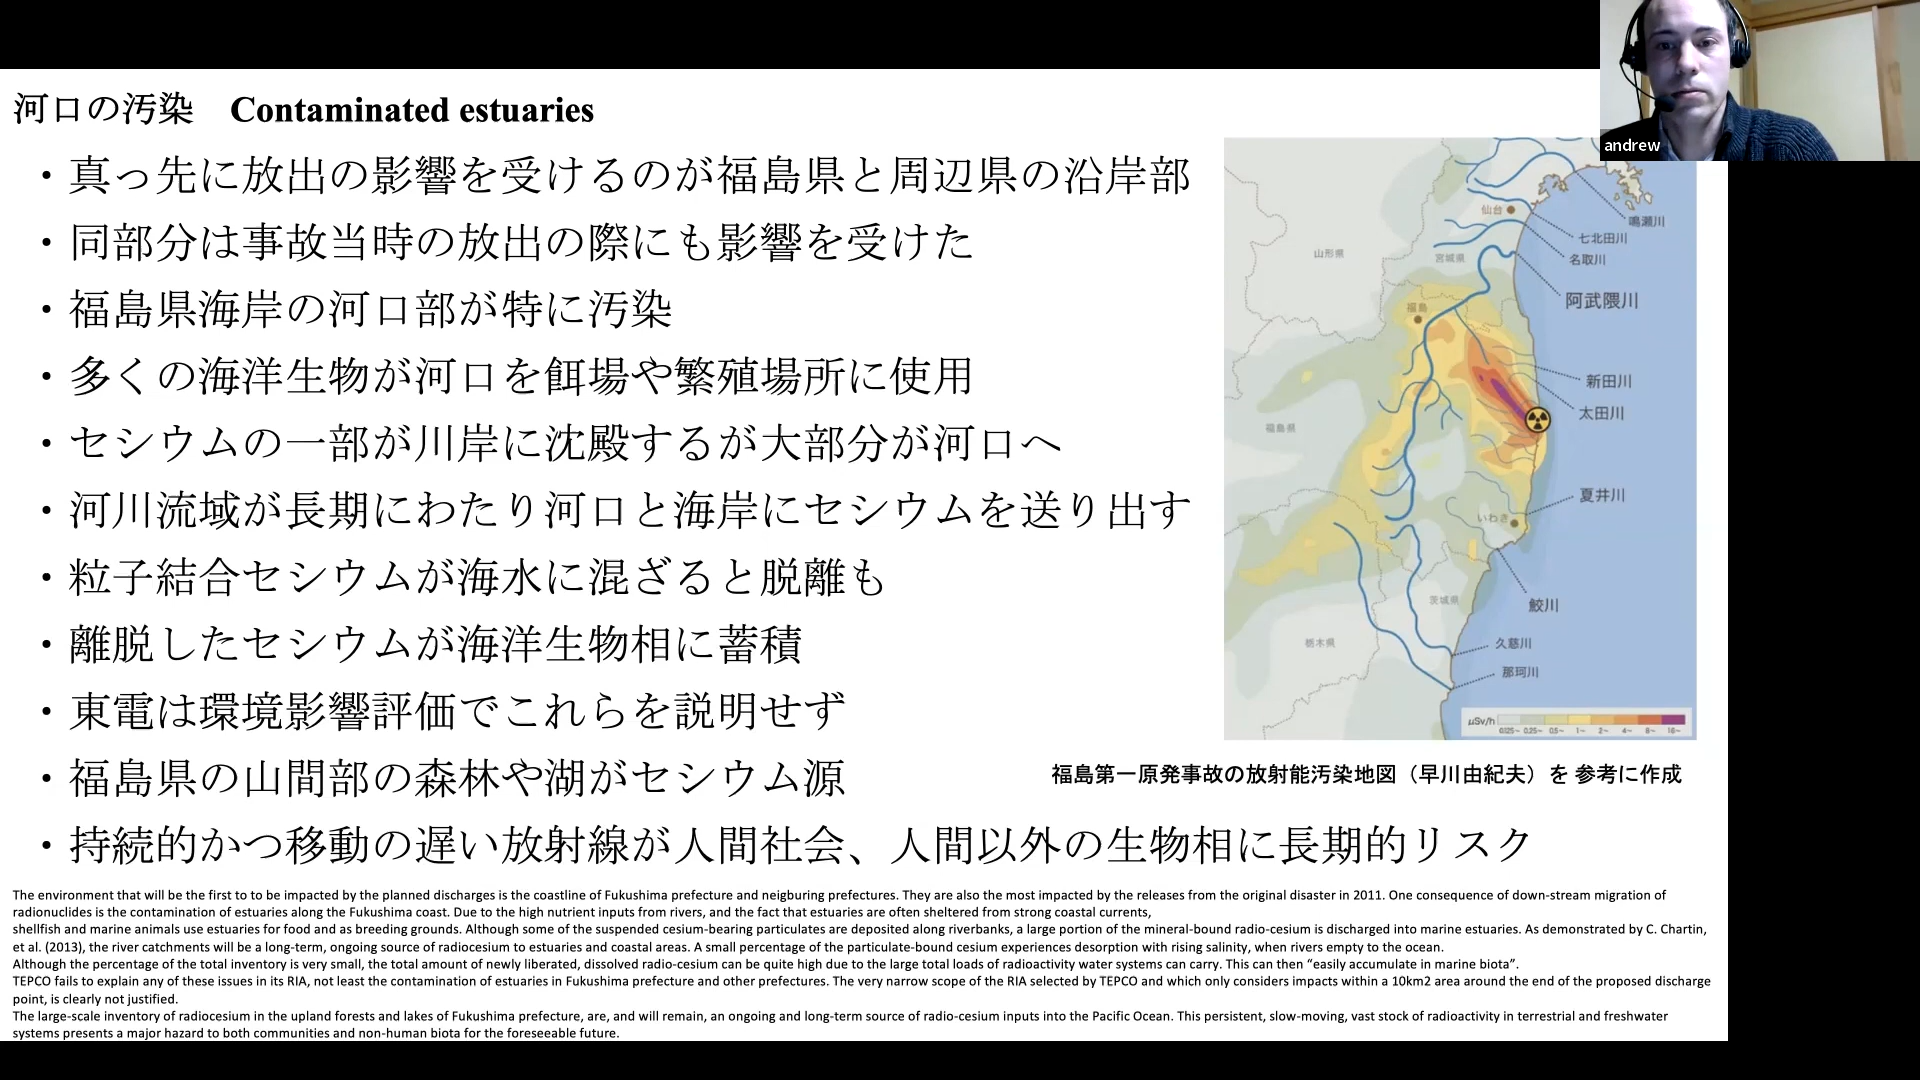 andrew
河口の汚染　Contaminated estuaries
・真っ先に放出の影響を受けるのが福島県と周辺県の沿岸部
・同部分は事故当時の放出の際にも影響を受けた
・福島県海岸の河口部が特に汚染
・多くの海洋生物が河口を餌場や繁殖場所に使用
・セシウムの一部が川岸に沈殿するが大部分が河口へ
・河川流域が長期にわたり河口と海岸にセシウムを送り出す
・粒子結合セシウムが海水に混ざると脱離も
・離脱したセシウムが海洋生物相に蓄積
・東電は環境影響評価でこれらを説明せず
・福島県の山間部の森林や湖がセシウム源
・持続的かつ移動の遅い放射線が人間社会、人間以外の生物相に長期的リスク
仙台
鳴瀬川
七北田川
名取川
山形県
宮城県
阿武隈川
福島
新田川
太田川
福島県
夏井川
いわき
鮫川
茨城県
栃木県
久慈川
那珂川
μSv/h
0.125~ 0.25~ 0.5~ 1~ 2~ 4~ 8~ 16~
福島第一原発事故の放射能汚染地図（早川由紀夫）を 参考に作成
The environment that will be the first to to be impacted by the planned discharges is the coastline of Fukushima prefecture and neigburing prefectures. They are also the most impacted by the releases from the original disaster in 2011. One consequence of down-stream migration of
radionuclides is the contamination of estuaries along the Fukushima coast. Due to the high nutrient inputs from rivers, and the fact that estuaries are often sheltered from strong coastal currents,
shellfish and marine animals use estuaries for food and as breeding grounds. Although some of the suspended cesium-bearing particulates are deposited along riverbanks, a large portion of the mineral-bound radio-cesium is discharged into marine estuaries. As demonstrated by C. Chartin,
et al. (2013), the river catchments will be a long-term, ongoing source of radiocesium to estuaries and coastal areas. A small percentage of the particulate-bound cesium experiences desorption with rising salinity, when rivers empty to the ocean.
Although the percentage of the total inventory is very small, the total amount of newly liberated, dissolved radio-cesium can be quite high due to the large total loads of radioactivity water systems can carry. This can then “easily accumulate in marine biota”.
TEPCO fails to explain any of these issues in its RIA, not least the contamination of estuaries in Fukushima prefecture and other prefectures. The very narrow scope of the RIA selected by TEPCO and which only considers impacts within a 10km2 area around the end of the proposed discharge
point, is clearly not justified.
The large-scale inventory of radiocesium in the upland forests and lakes of Fukushima prefecture, are, and will remain, an ongoing and long-term source of radio-cesium inputs into the Pacific Ocean. This persistent, slow-moving, vast stock of radioactivity in terrestrial and freshwater
systems presents a major hazard to both communities and non-human biota for the foreseeable future.